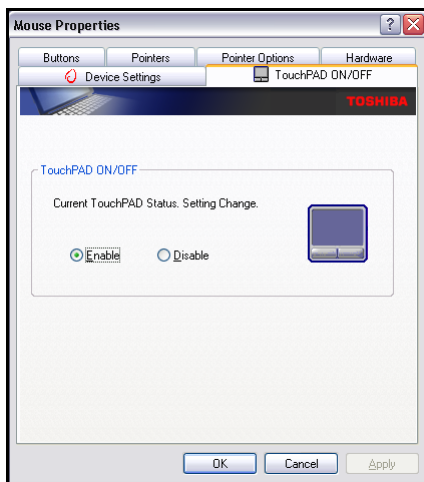 Mouse Properties
Buttons Pointers Pointer Options Hardware
Device Settings TouchPAD ON/OFF
TOSHIBA
TouchPAD ON/OFF
Current TouchPAD Status. Setting Change.
Enable Disable
OK Cancel Apply